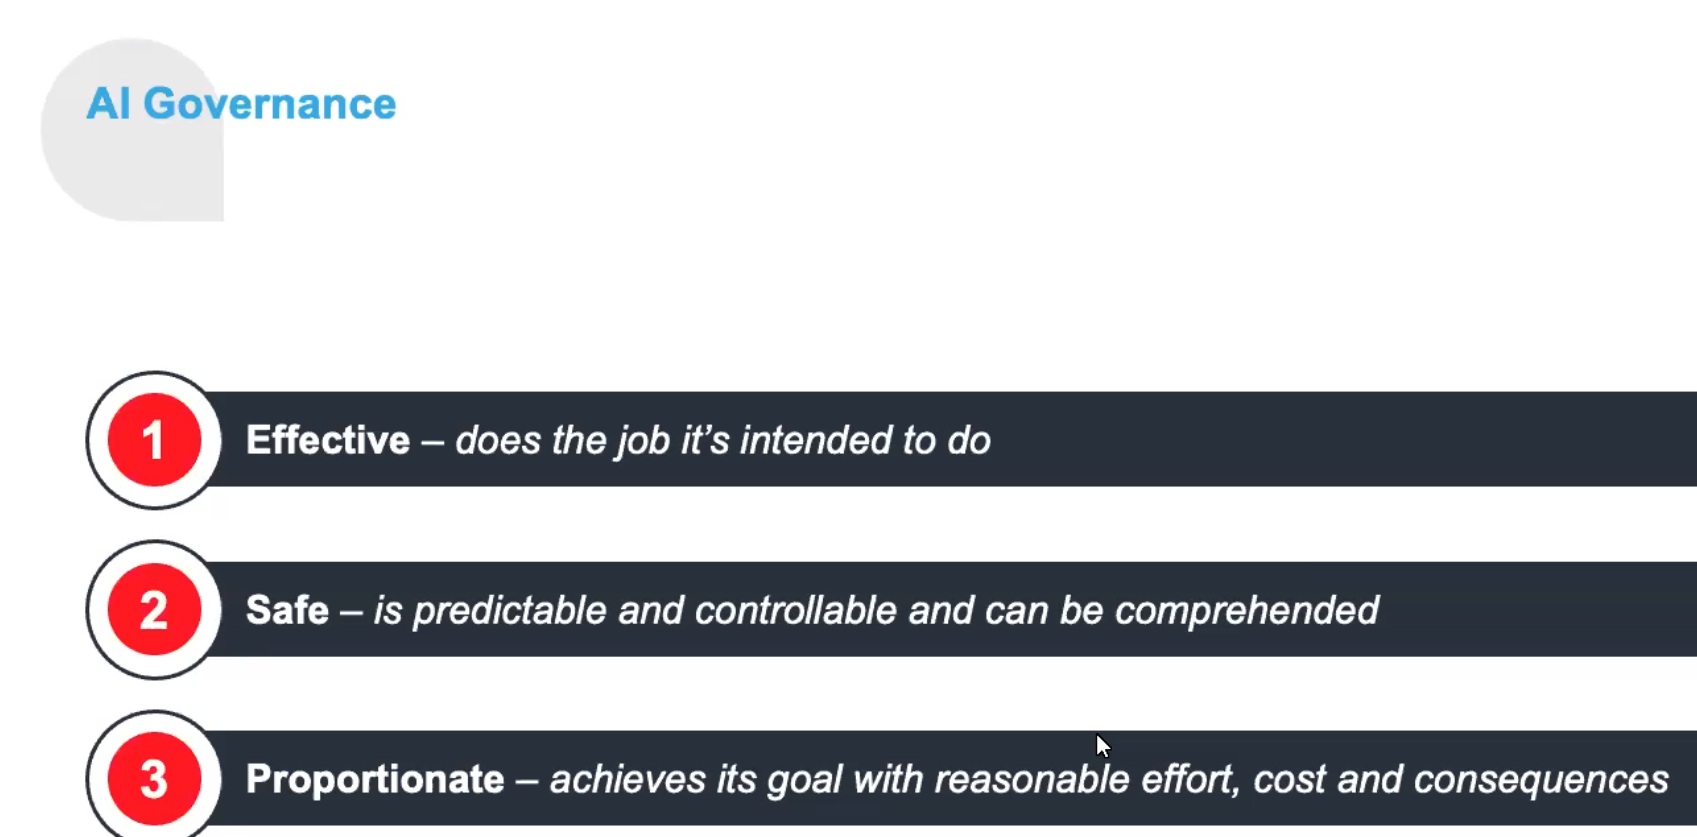 AI Governance
1
Effective – does the job it’s intended to do
2
Safe – is predictable and controllable and can be comprehended
3
Proportionate – achieves its goal with reasonable effort, cost and consequences